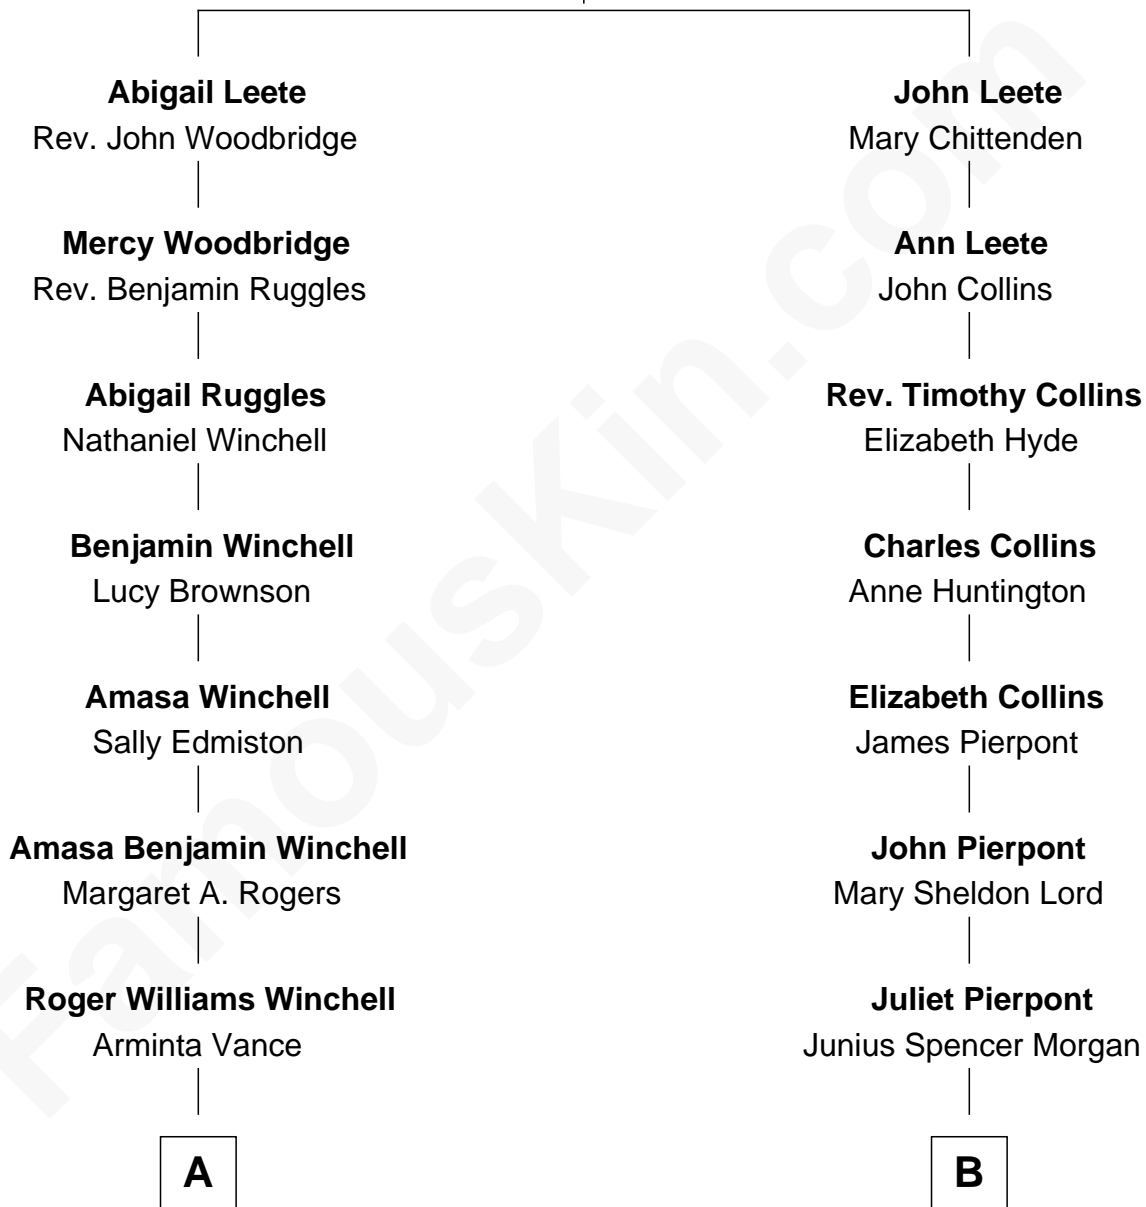 Abigail Leete
Rev. John Woodbridge
John Leete
Mary Chittenden
Mercy Woodbridge
Rev. Benjamin Ruggles
Ann Leete
John Collins
Abigail Ruggles
Nathaniel Winchell
Rev. Timothy Collins
Elizabeth Hyde
Benjamin Winchell
Lucy Brownson
Charles Collins
Anne Huntington
Amasa Winchell
Sally Edmiston
Elizabeth Collins
James Pierpont
Amasa Benjamin Winchell
Margaret A. Rogers
John Pierpont
Mary Sheldon Lord
Roger Williams Winchell
Arminta Vance
Juliet Pierpont
Junius Spencer Morgan
A
B
FamousKin.com